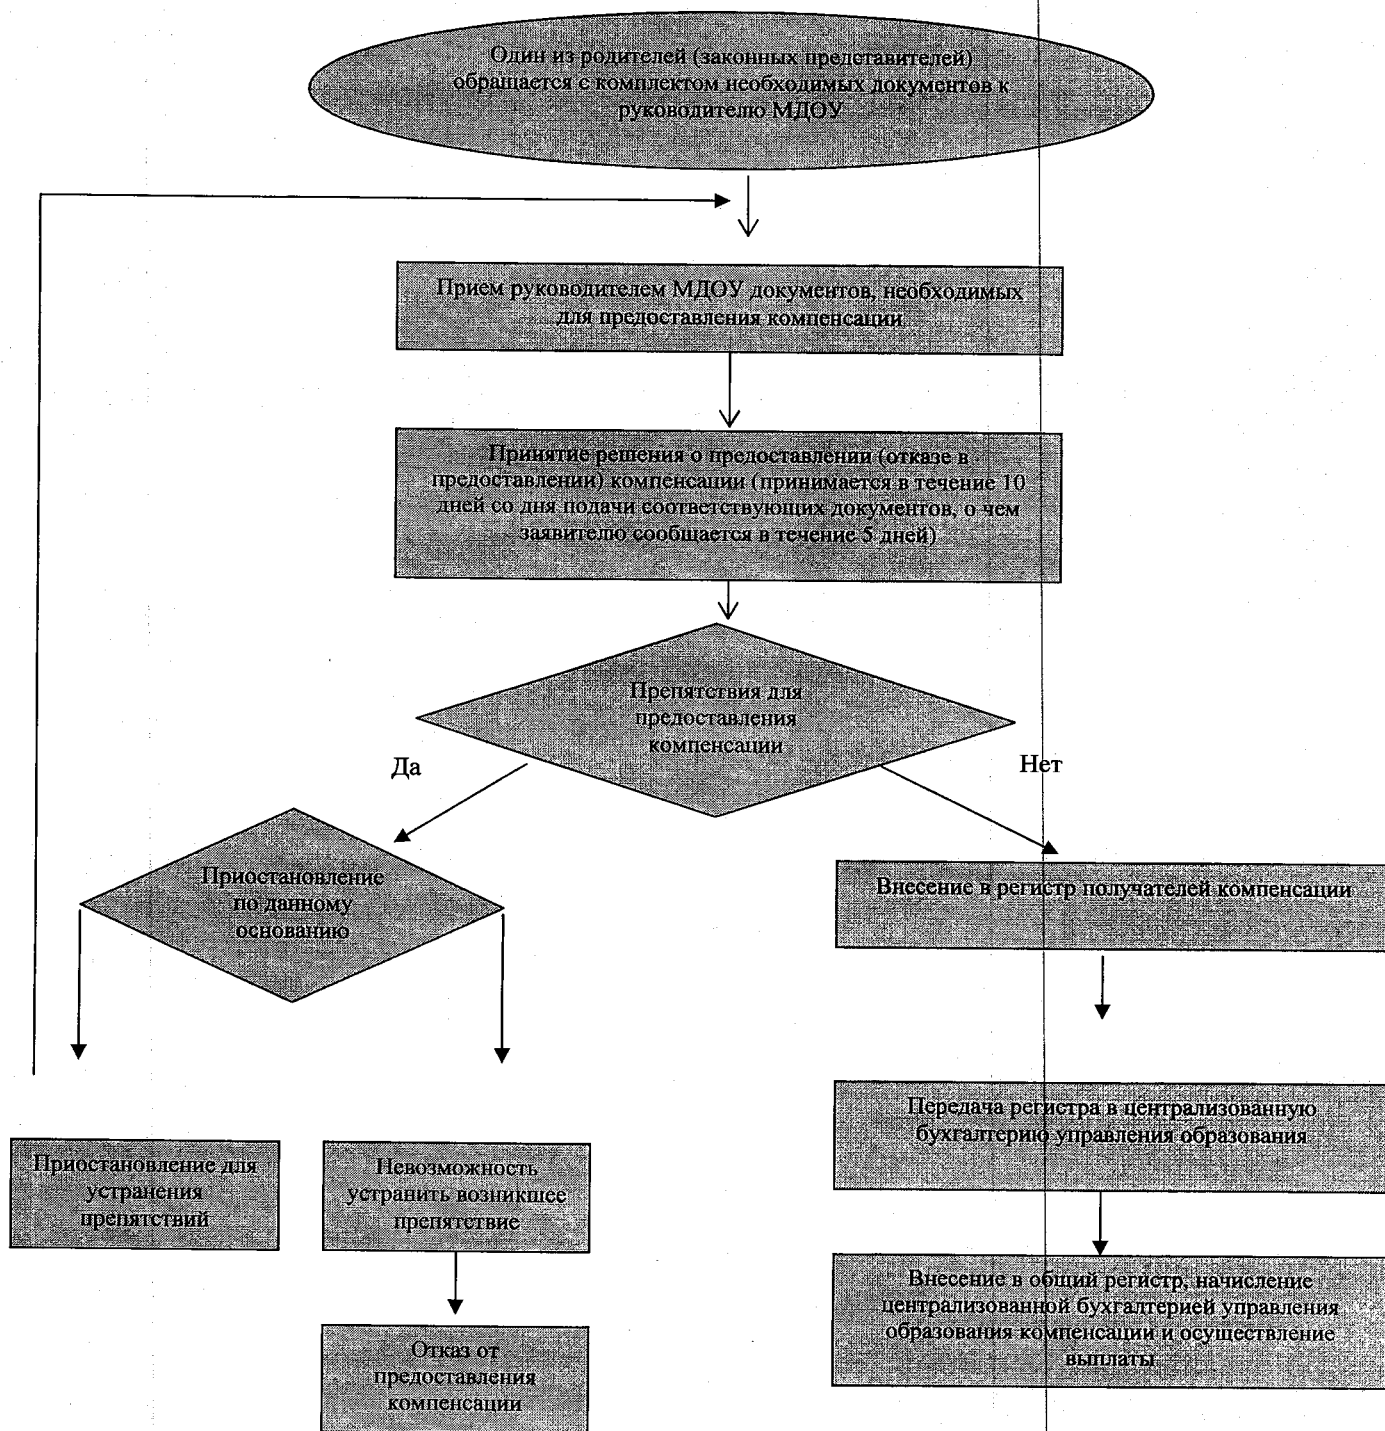 Один из родителей (законных представителей)
обращается с комплектом необходимых документов к
руководителю МДОУ
Прием руководителем МДОУ документов, необходимых
для предоставления компенсации
Принятие решения о предоставлении (отказе в
предоставлении) компенсации (принимается в течение 10
дней со дня подачи соответствующих документов, о чем
заявителю сообщается в течение 5 дней)
Препятствия для
предоставления
компенсации
Да
Нет
Приостановление
по данному
основанию
Внесение в регистр получателей компенсации
Передача регистра в централизованную
бухгалтерию управления образования
Приостановление для
устранения
препятствий
Невозможность
устранить возникшее
препятствие
Внесение в общий регистр, начисление
централизованной бухгалтерией управления
образования компенсации и осуществление
выплаты
Отказ от
предоставления
компенсации